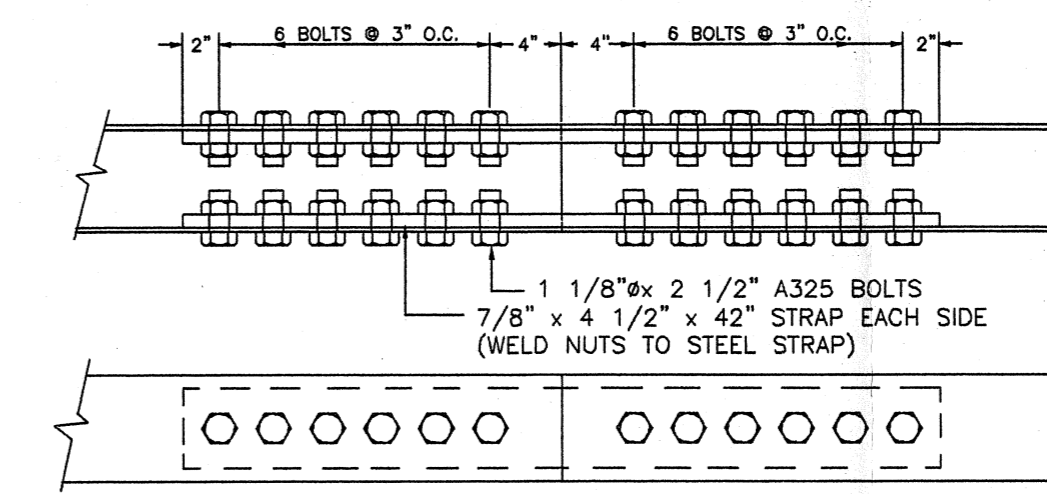 2" 6 BOLTS @ 3" O.C. 4" 4" 6 BOLTS @ 3" O.C. 2"
1 1/8"øx 2 1/2" A325 BOLTS
7/8" x 4 1/2" x 42" STRAP EACH SIDE
(WELD NUTS TO STEEL STRAP)